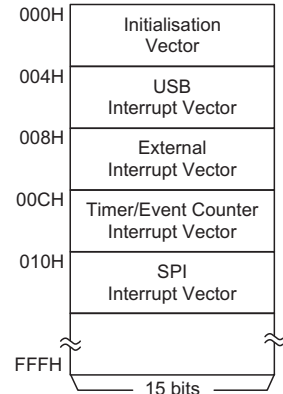 000H
Initialisation
Vector
004H
USB
Interrupt Vector
008H
External
Interrupt Vector
00CH
Timer/Event Counter
Interrupt Vector
010H
SPI
Interrupt Vector
FFFH
15 bits